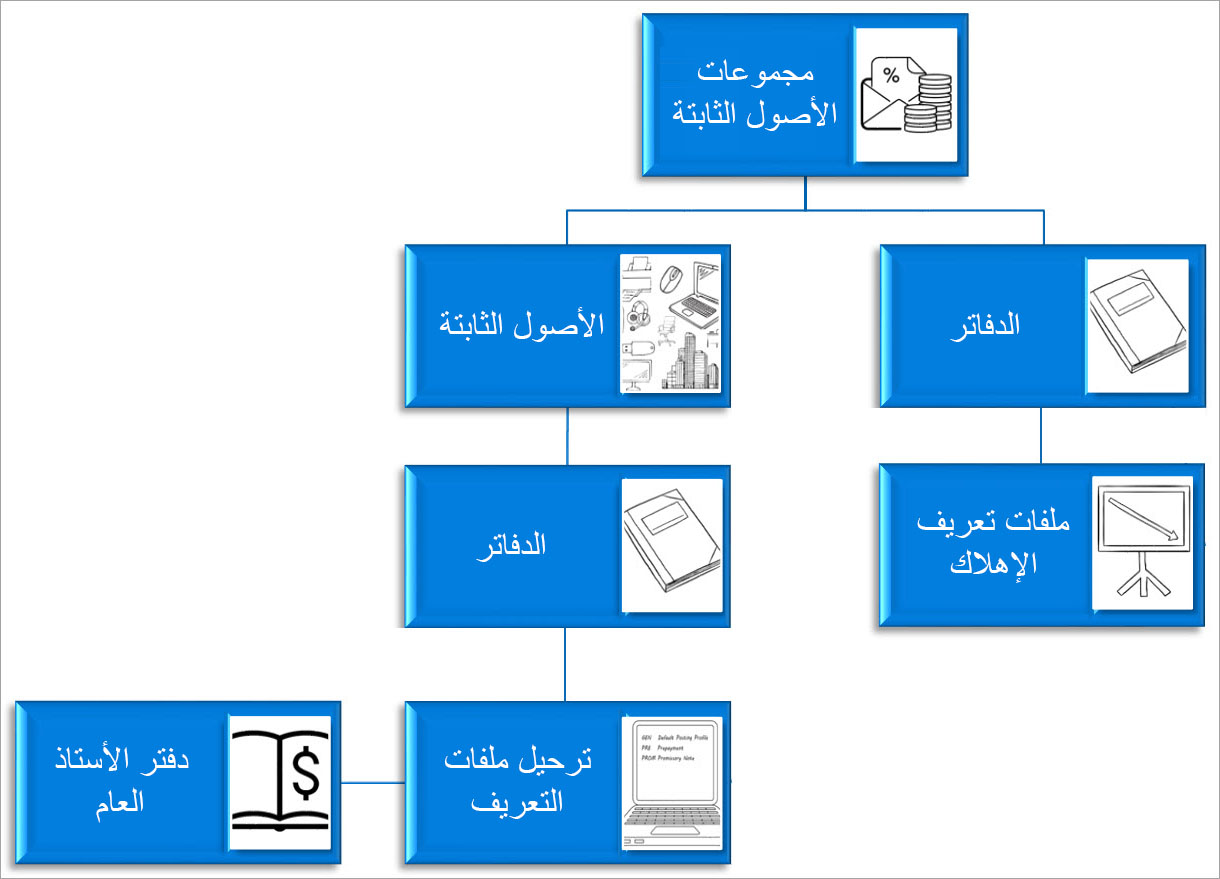 مجموعات
الأصول الثابتة
%
الدفاتر
الأصول الثابتة
ملفات تعريف
الإهلاك
الدفاتر
ترحيل ملفات
التعريف
GEN Default Posting Profile
PRE Prepayment
PROM Promissory Note
دفتر الأستاذ
العام
$